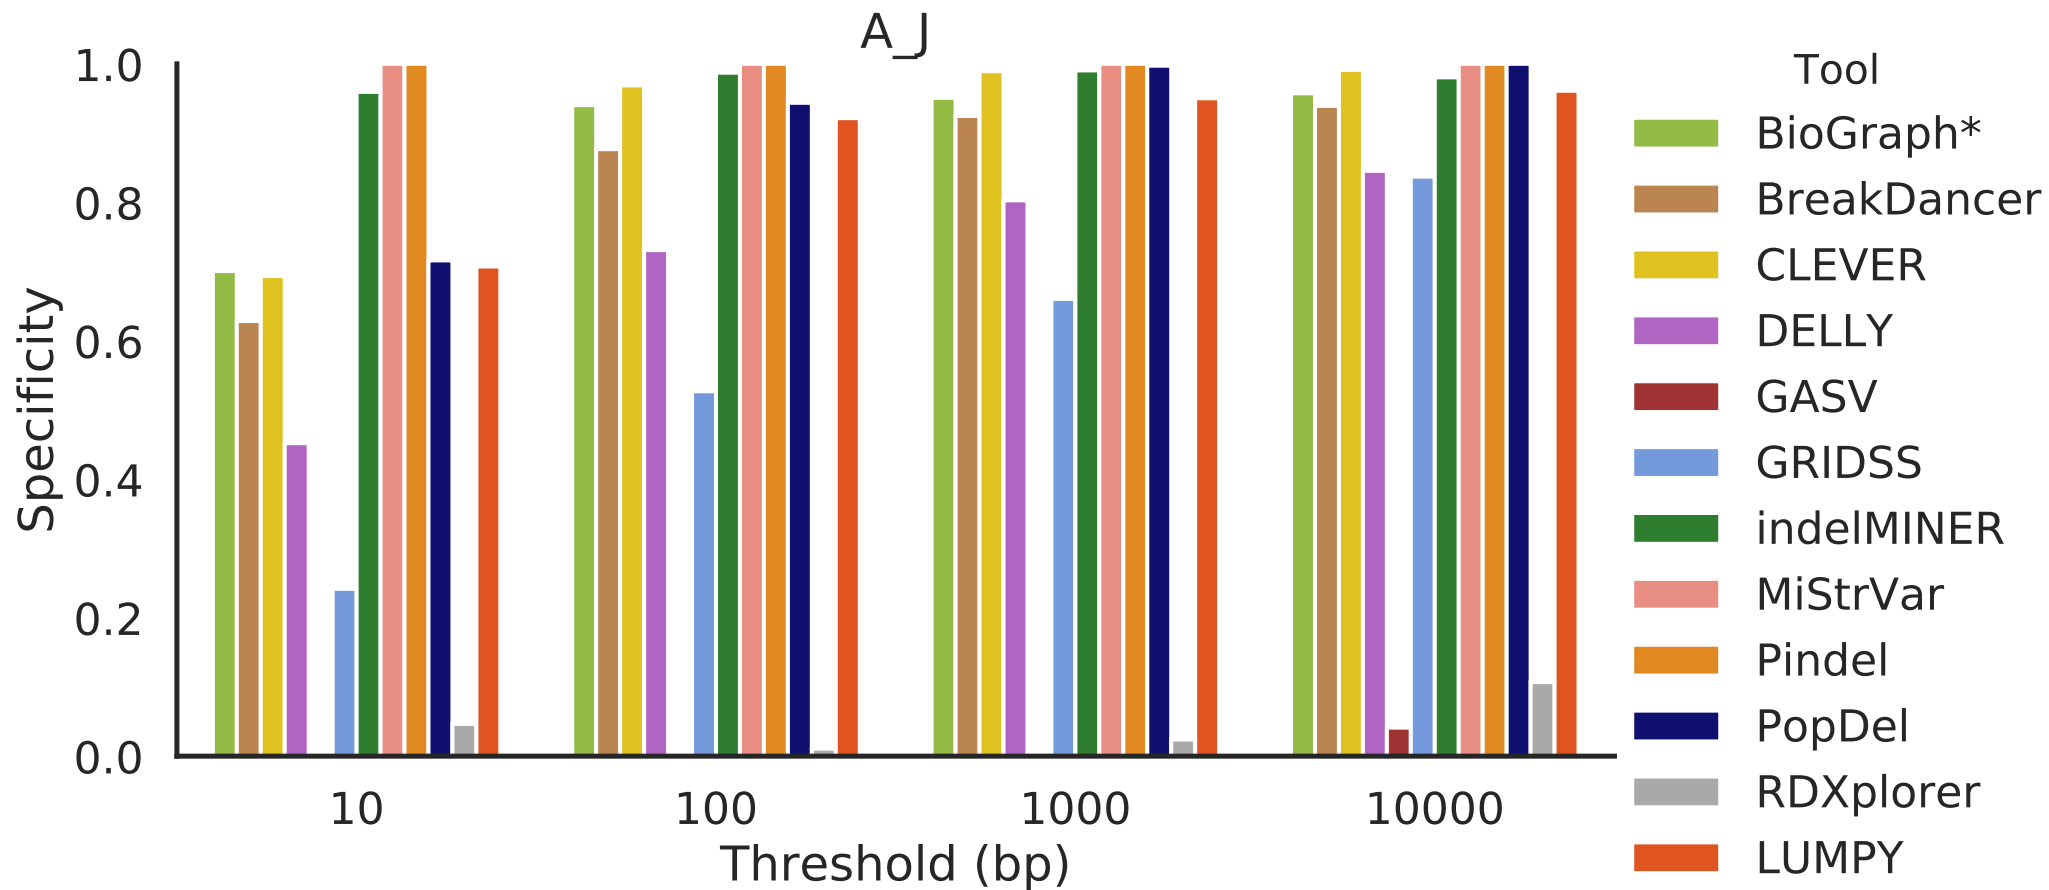 A_J
1.0
0.8
0.6
0.4
0.2
0.0
Specificity
10 100 1000 10000
Threshold (bp)
Tool
BioGraph*
BreakDancer
CLEVER
DELLY
GASV
GRIDSS
indelMINER
MiStrVar
Pindel
PopDel
RDXplorer
LUMPY